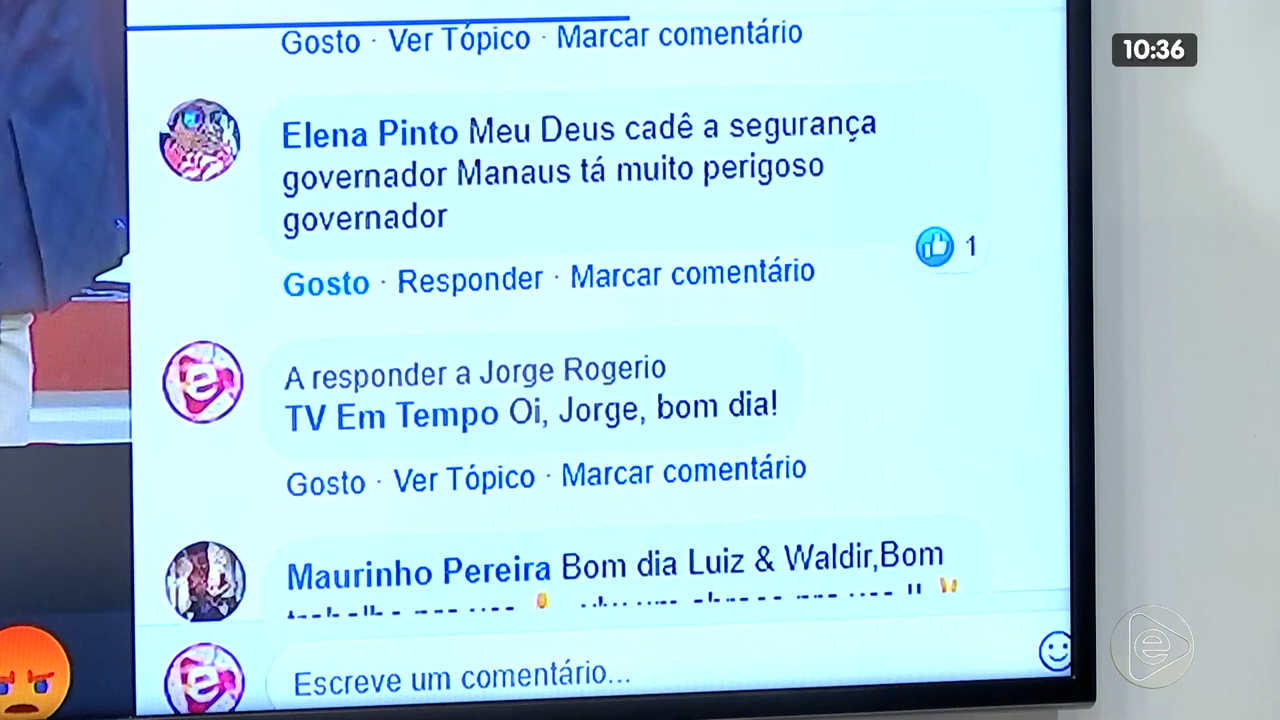 Gosto · Ver Tópico · Marcar comentário
10:36
Elena Pinto Meu Deus cadê a segurança
governador Manaus tá muito perigoso
governador
1
Gosto · Responder · Marcar comentário
A responder a Jorge Rogerio
TV Em Tempo Oi, Jorge, bom dia!
Gosto · Ver Tópico · Marcar comentário
Maurinho Pereira Bom dia Luiz & Waldir,Bom
Escreve um comentário...